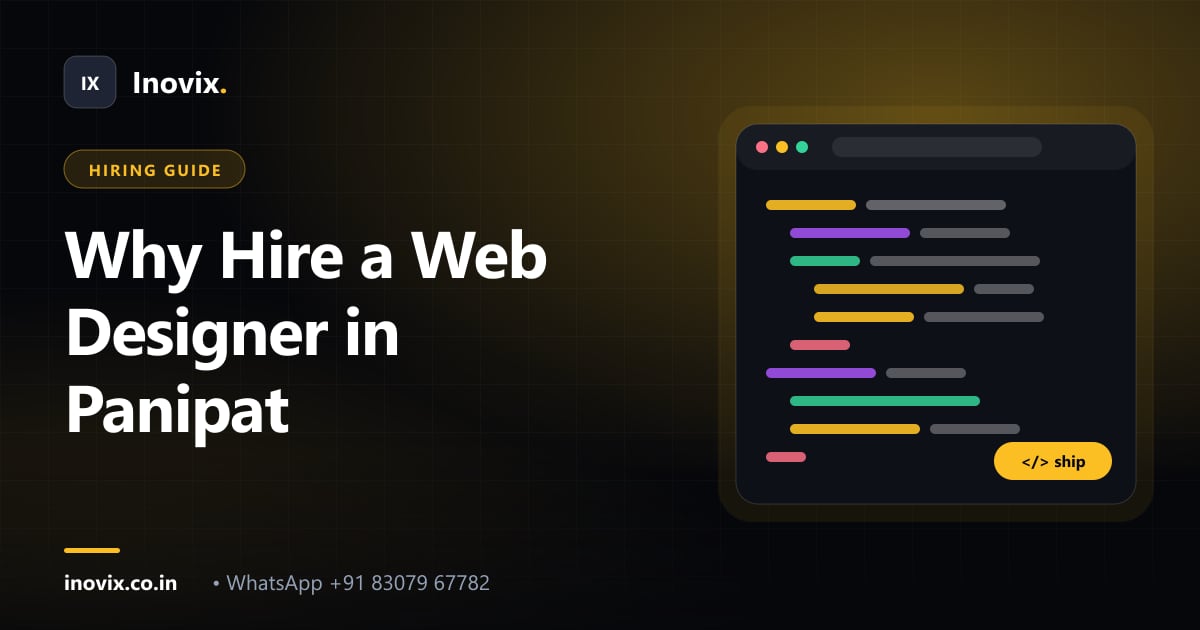 IX
Inovix.
HIRING GUIDE
Why Hire a Web
Designer in
Panipat
</> ship
inovix.co.in • WhatsApp +91 83079 67782